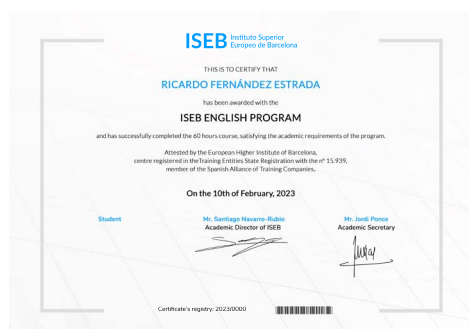 ISEB Instituto Superior
Europeo de Barcelona
THIS IS TO CERTIFY THAT
RICARDO FERNÁNDEZ ESTRADA
has been awarded with the
ISEB ENGLISH PROGRAM
and has successfully completed the 60 hours course, satisfying the academic requirements of the program.
Attested by the European Higher Institute of Barcelona,
centre registered in theTraining Entities State Registration with the nº 15.939,
member of the Spanish Alliance of Training Companies.
On the 10th of February, 2023
Student Mr. Santiago Navarro-Rubio Mr. Jordi Ponce
Academic Director of ISEB Academic Secretary
Certificate's registry: 2023/0000